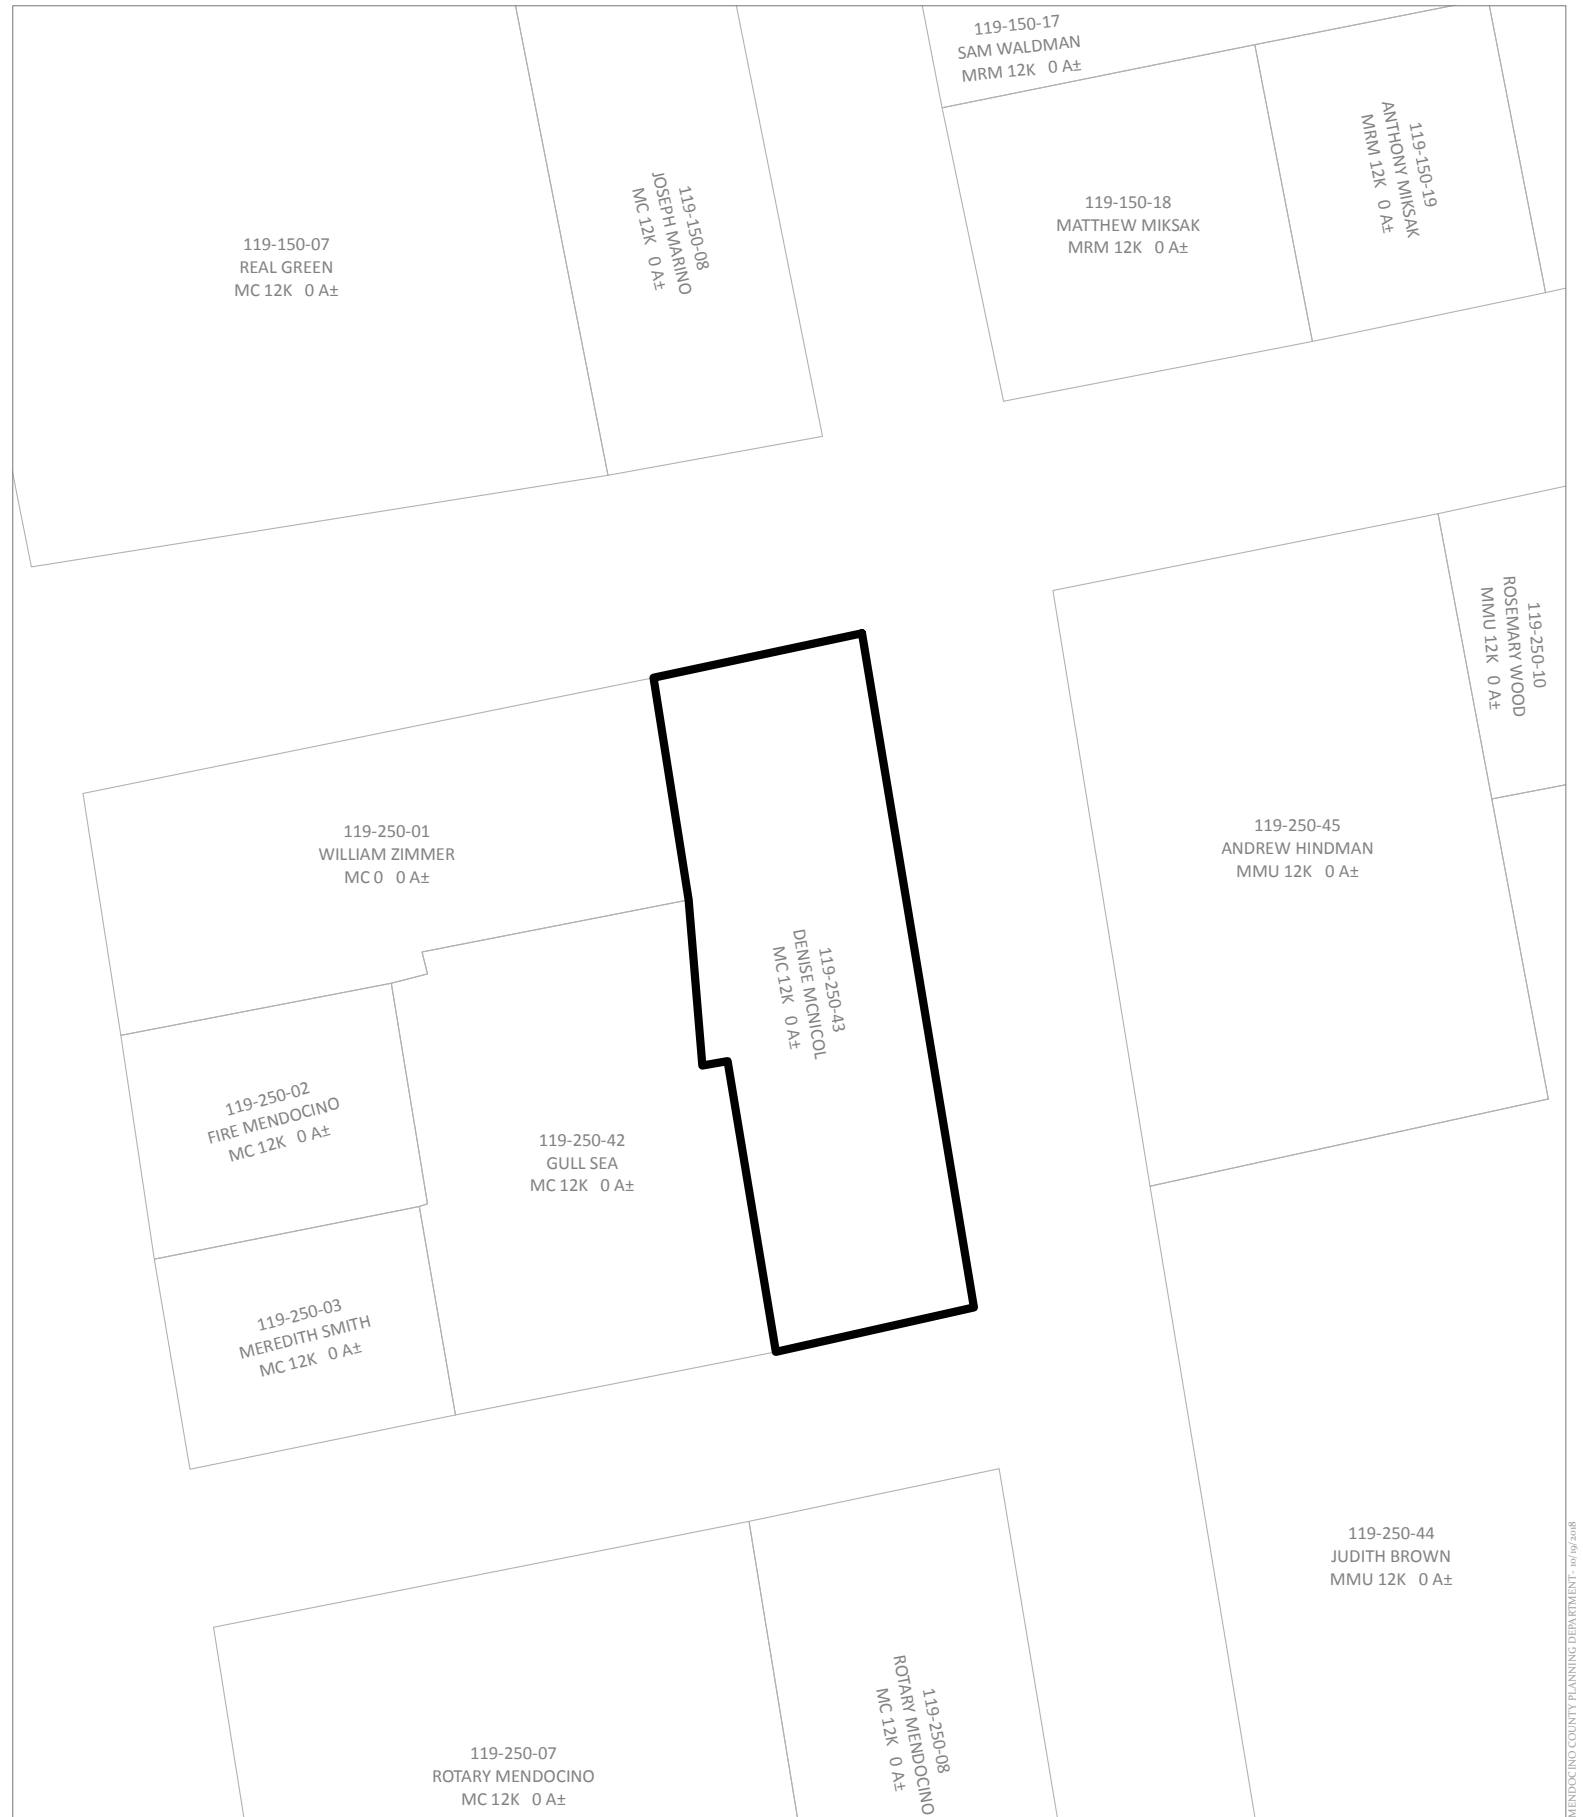 119-150-17
SAM WALDMAN
MRM 12K 0 A±
119-150-19
ANTHONY MIKSAK
MRM 12K 0 A±
119-150-08
JOSEPH MARINO
MC 12K 0 A±
119-150-18
MATTHEW MIKSAK
MRM 12K 0 A±
119-150-07
REAL GREEN
MC 12K 0 A±
119-250-10
ROSEMARY WOOD
MMU 12K 0 A±
119-250-01
WILLIAM ZIMMER
MC 0 0 A±
119-250-45
ANDREW HINDMAN
MMU 12K 0 A±
119-250-43
DENISE MCNICOL
MC 12K 0 A±
119-250-02
FIRE MENDOCINO
MC 12K 0 A±
119-250-42
GULL SEA
MC 12K 0 A±
119-250-03
MEREDITH SMITH
MC 12K 0 A±
119-250-44
JUDITH BROWN
MMU 12K 0 A±
119-250-08
ROTARY MENDOCINO
MC 12K 0 A±
119-250-07
ROTARY MENDOCINO
MC 12K 0 A±
MENDOCINO COUNTY PLANNING DEPARTMENT- 10/19/2018